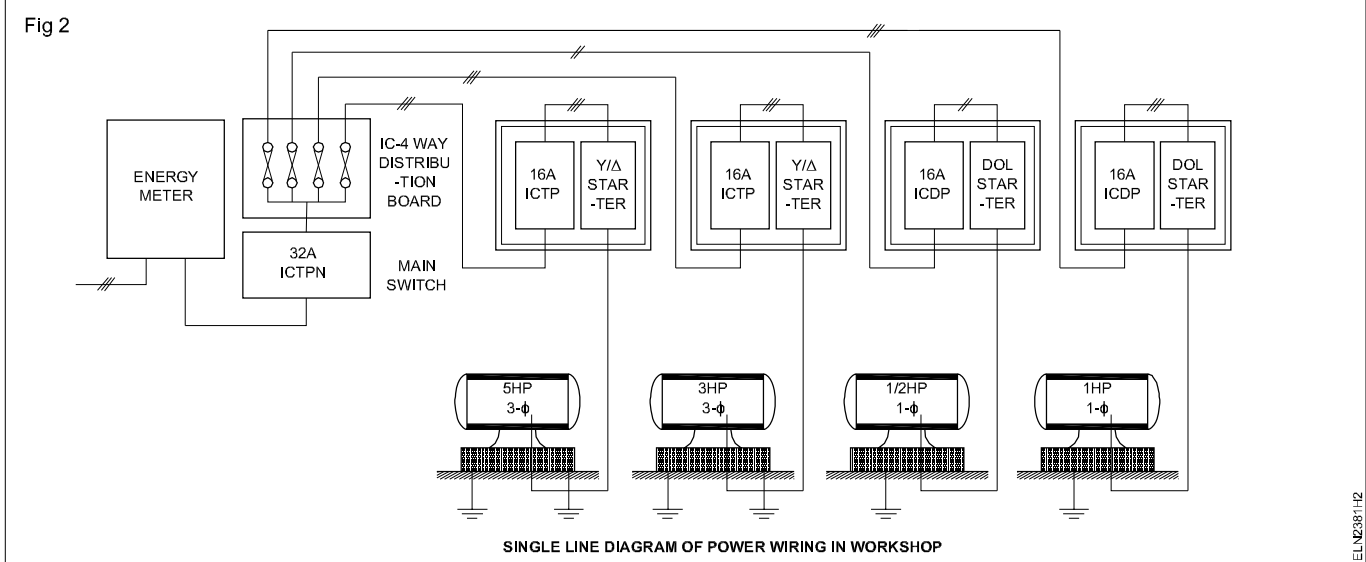 Fig 2
ENERGY
METER
IC-4 WAY
DISTRIBU
-TION
BOARD
32A
ICTPN
MAIN
SWITCH
16A
ICTP
Y/Δ
STAR
-TER
16A
ICTP
Y/Δ
STAR
-TER
16A
ICDP
DOL
STAR
-TER
16A
ICDP
DOL
STAR
-TER
5HP
3-ϕ
3HP
3-ϕ
1/2HP
1-ϕ
1HP
1-ϕ
SINGLE LINE DIAGRAM OF POWER WIRING IN WORKSHOP
ELN2381H2